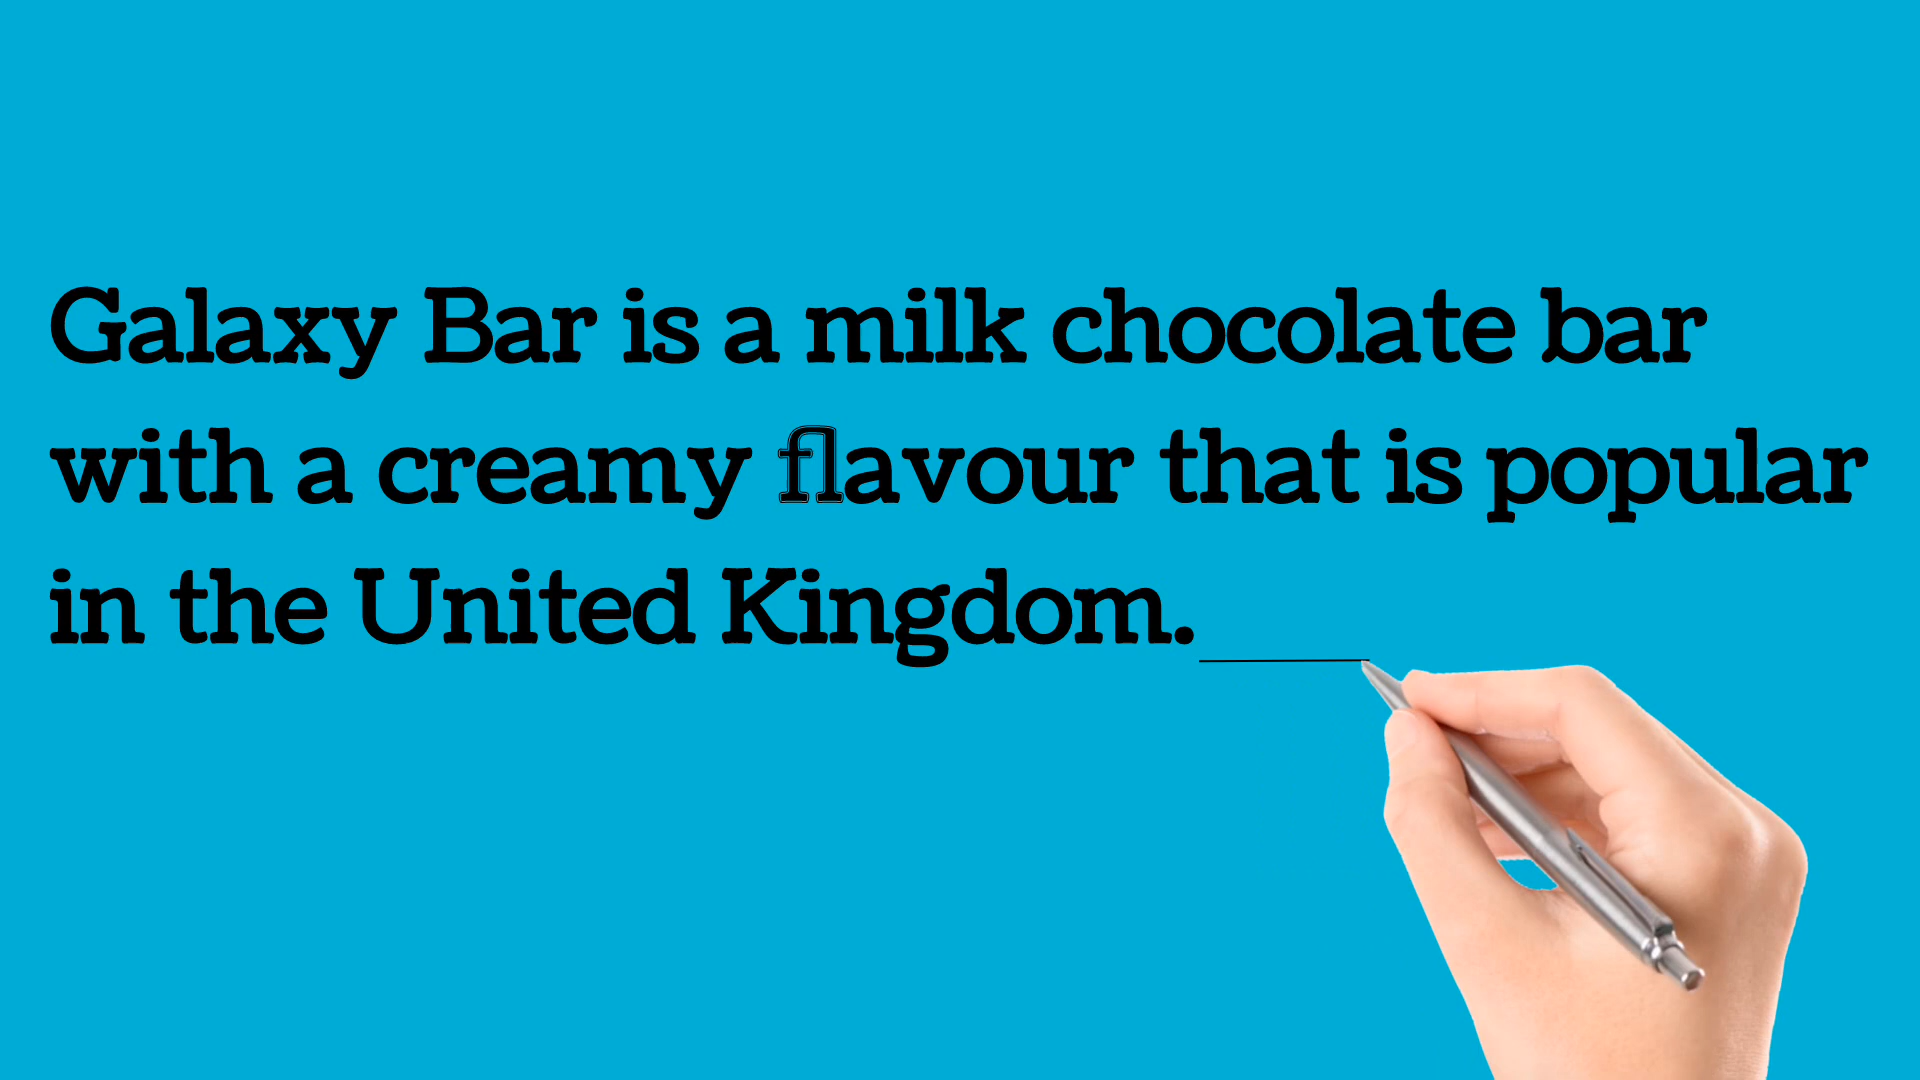 Galaxy Bar is a milk chocolate bar
with a creamy flavour that is popular
in the United Kingdom.